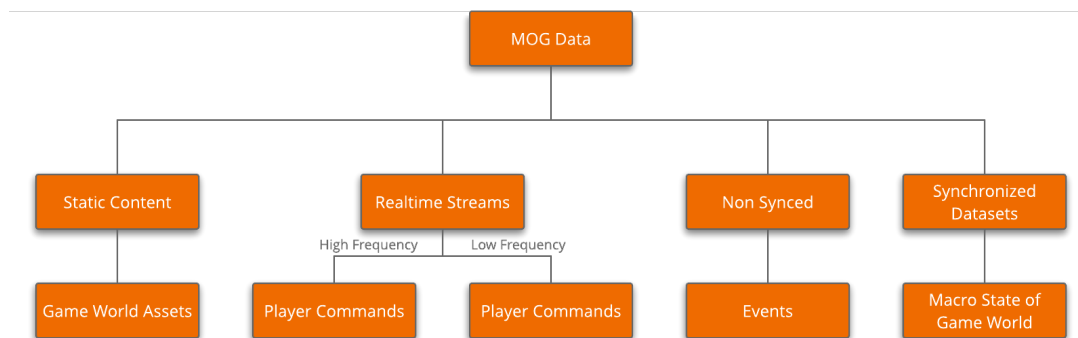 MOG Data
Static Content
Realtime Streams
Non Synced
Synchronized
Datasets
High Frequency
Low Frequency
Game World Assets
Player Commands
Player Commands
Events
Macro State of
Game World